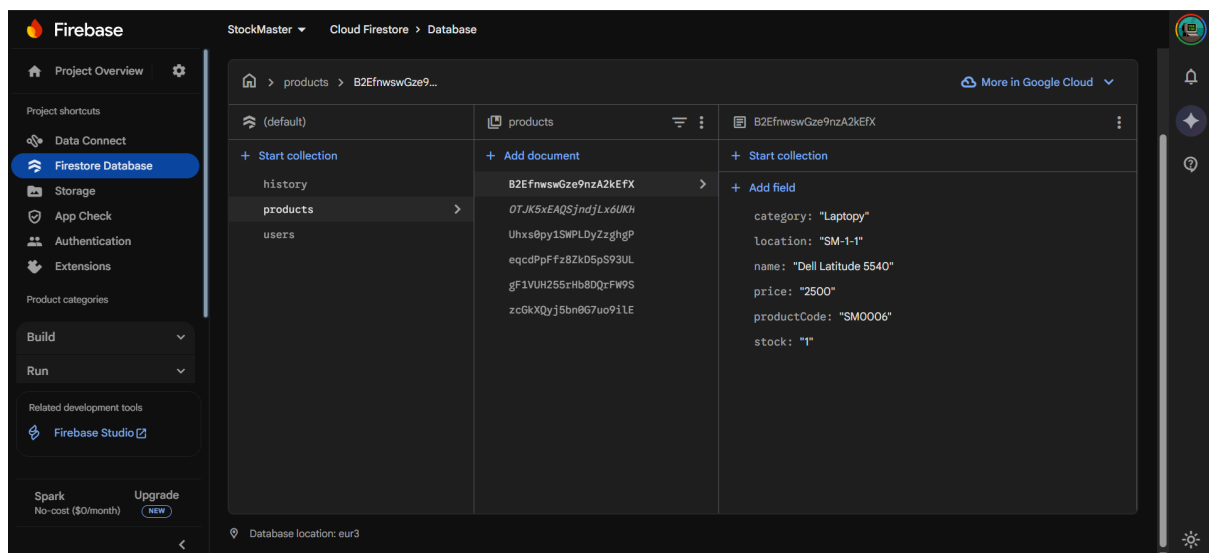 Firebase
StockMaster
Cloud Firestore > Database
Project Overview
Project shortcuts
Data Connect
Firestore Database
Storage
App Check
Authentication
Extensions
Product categories
Build
Run
Related development tools
Firebase Studio
Spark
No-cost ($0/month)
Upgrade
NEW
> products > B2EfnwswGze9...
More in Google Cloud
(default)
+ Start collection
history
products
users
products
+ Add document
B2EfnwswGze9nzA2kEfX
OTJK5xEAQSjndjLx6UKH
Uhxs0py1SWPLDyZzghgP
eqcdPpFfz8ZkD5pS93UL
gF1VUH255rHb8DQrFW9S
zcGkXQyj5bn0G7uo9ilE
B2EfnwswGze9nzA2kEfX
+ Start collection
+ Add field
category: "Laptopy"
location: "SM-1-1"
name: "Dell Latitude 5540"
price: "2500"
productCode: "SM0006"
stock: "1"
Database location: eur3